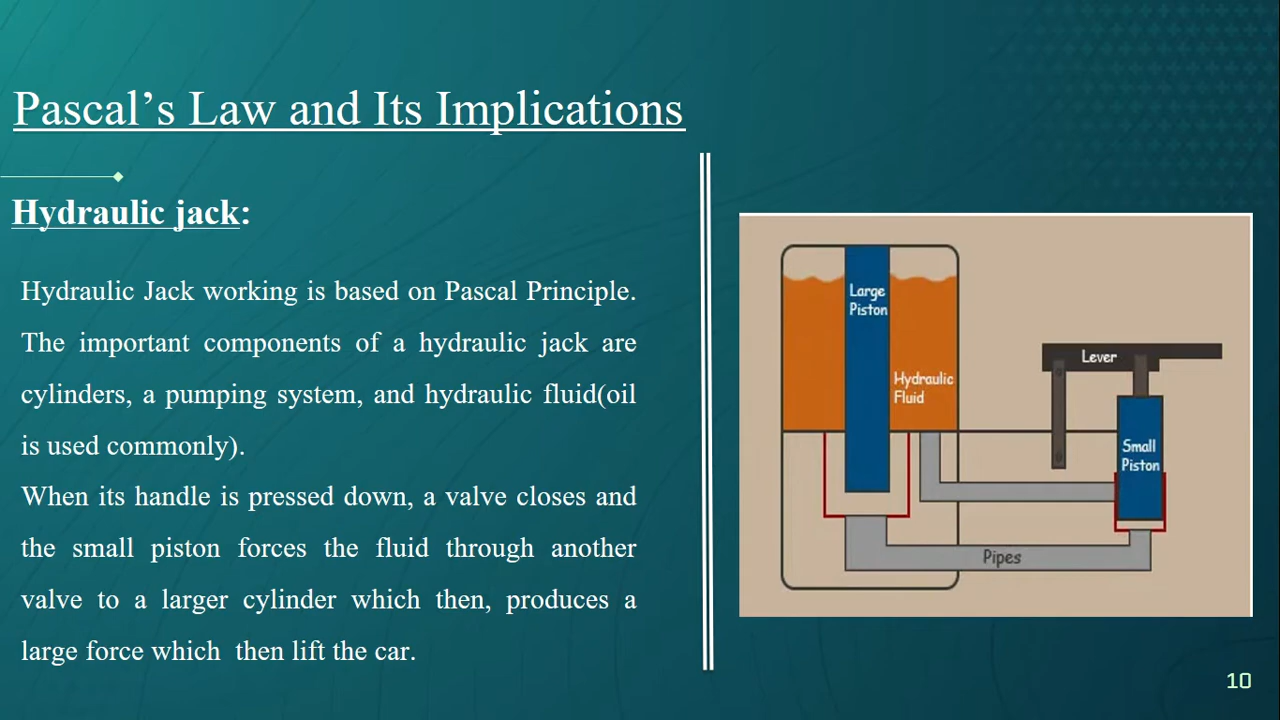 Pascal’s Law and Its Implications
Hydraulic jack:
Hydraulic Jack working is based on Pascal Principle.
The important components of a hydraulic jack are
cylinders, a pumping system, and hydraulic fluid(oil
is used commonly).
When its handle is pressed down, a valve closes and
the small piston forces the fluid through another
valve to a larger cylinder which then, produces a
large force which then lift the car.
Large
Piston
Hydraulic
Fluid
Lever
Small
Piston
Pipes
10